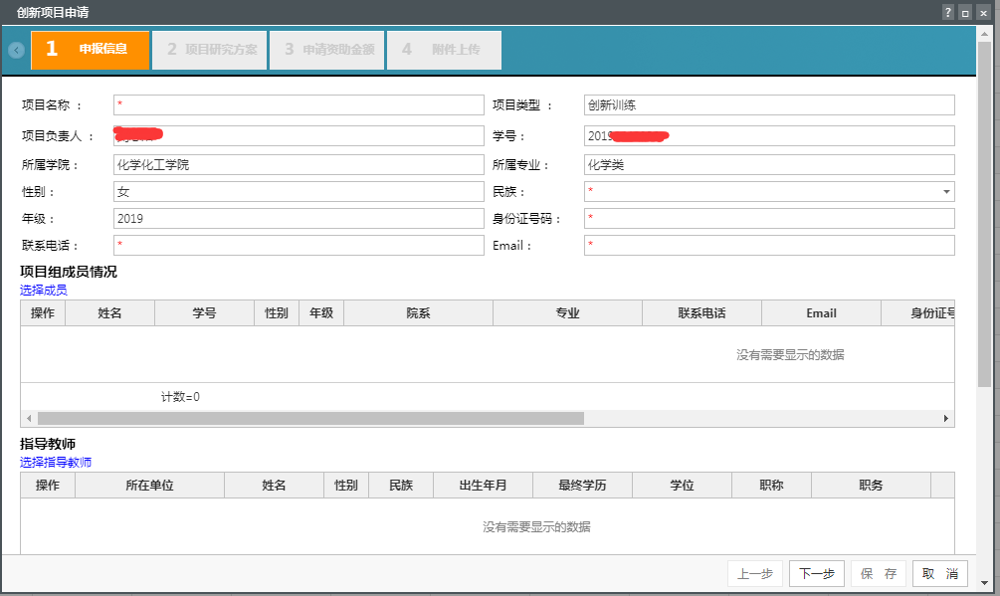 创新项目申请
1 申报信息 2 项目研究方案 3 申请资助金额 4 附件上传
项目名称 ： * 项目类型 ： 创新训练
项目负责人 ： 学号： 2019
所属学院： 化学化工学院 所属专业： 化学类
性别： 女 民族： *
年级： 2019 身份证号码： *
联系电话： * Email： *
项目组成员情况
选择成员
操作 姓名 学号 性别 年级 院系 专业 联系电话 Email 身份证号
没有需要显示的数据
计数=0
指导教师
选择指导教师
操作 所在单位 姓名 性别 民族 出生年月 最终学历 学位 职称 职务
没有需要显示的数据
上一步 下一步 保 存 取 消